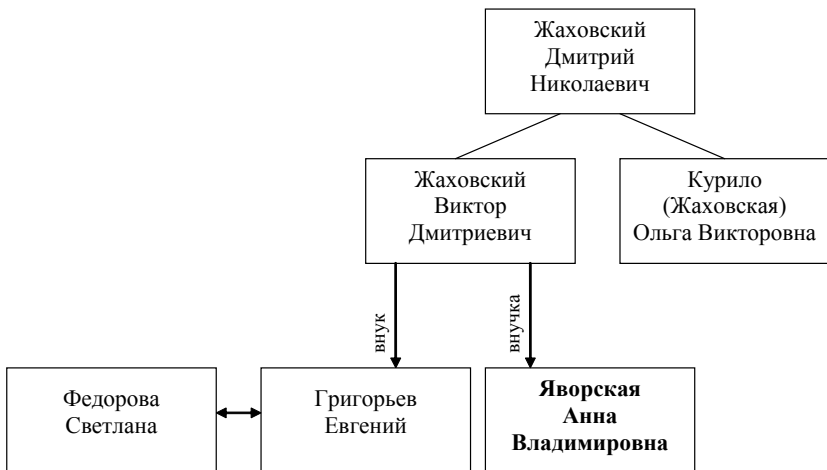 Жаховский
Дмитрий
Николаевич
Жаховский
Виктор
Дмитриевич
Курило
(Жаховская)
Ольга Викторовна
внук
внучка
Федорова
Светлана
Григорьев
Евгений
Яворская
Анна
Владимировна